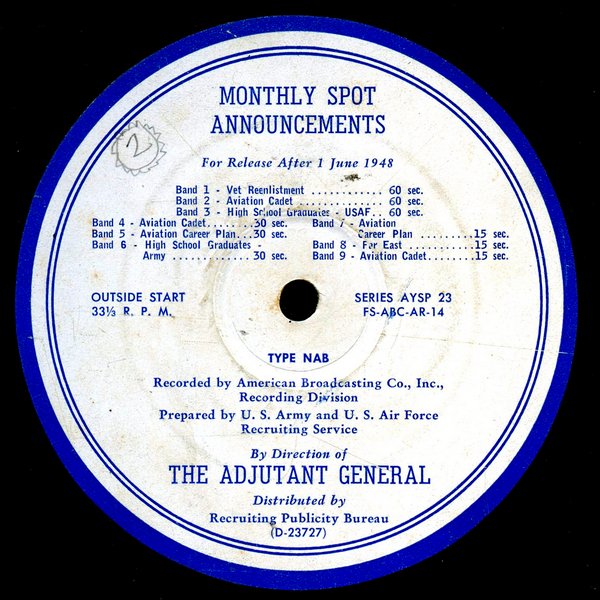 MONTHLY SPOT
ANNOUNCEMENTS
2
For Release After 1 June 1948
Band 1 - Vet Reenlistment ............ 60 sec.
Band 2 - Aviation Cadet ............... 60 sec.
Band 3 - High School Graduates - USAF.. 60 sec.
Band 4 - Aviation Cadet........30 sec.
Band 5 - Aviation Career Plan...30 sec.
Band 6 - High School Graduates -
Army .............30 sec.
Band 7 - Aviation
Career Plan ..........15 sec.
Band 8 - Far East ............15 sec.
Band 9 - Aviation Cadet........15 sec.
OUTSIDE START
33⅓ R. P. M.
SERIES AYSP 23
FS-ABC-AR-14
TYPE NAB
Recorded by American Broadcasting Co., Inc.,
Recording Division
Prepared by U. S. Army and U. S. Air Force
Recruiting Service
By Direction of
THE ADJUTANT GENERAL
Distributed by
Recruiting Publicity Bureau
(D-23727)